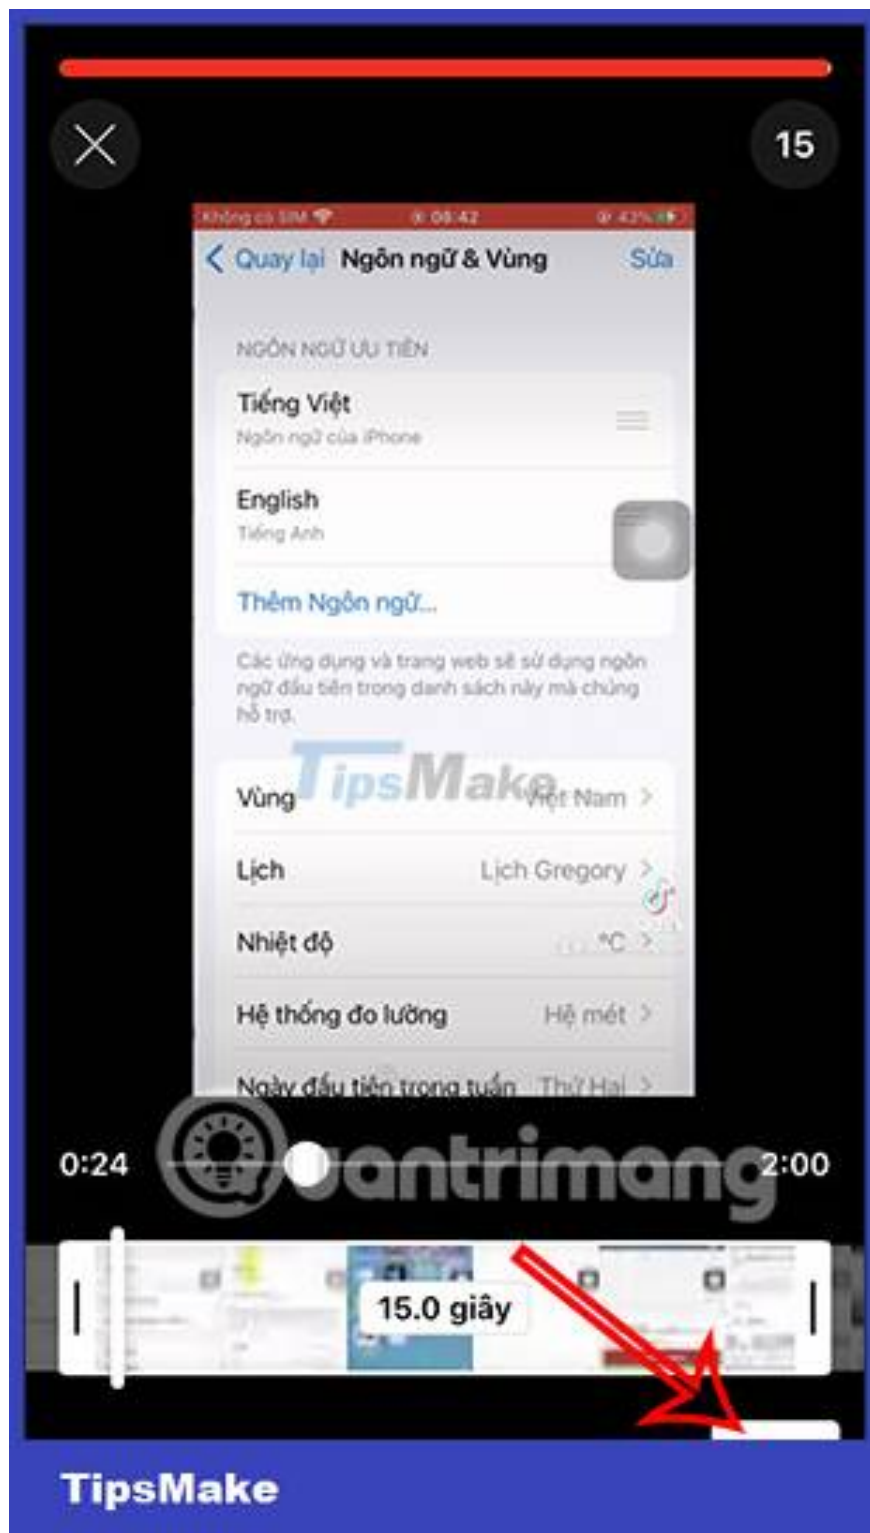 15
Không có SIM 08:42 43%
Quay lại Ngôn ngữ & Vùng Sửa
NGÔN NGỮ ƯU TIÊN
Tiếng Việt
Ngôn ngữ của iPhone
English
Tiếng Anh
Thêm Ngôn ngữ...
Các ứng dụng và trang web sẽ sử dụng ngôn
ngữ đầu tiên trong danh sách này mà chúng
hỗ trợ.
TipsMake
Vùng Việt Nam
Lịch Lịch Gregory
Nhiệt độ °C
Hệ thống đo lường Hệ mét
Ngày đầu tiên trong tuần Thứ Hai
0:24 2:00
Quantrimang
15.0 giây
TipsMake